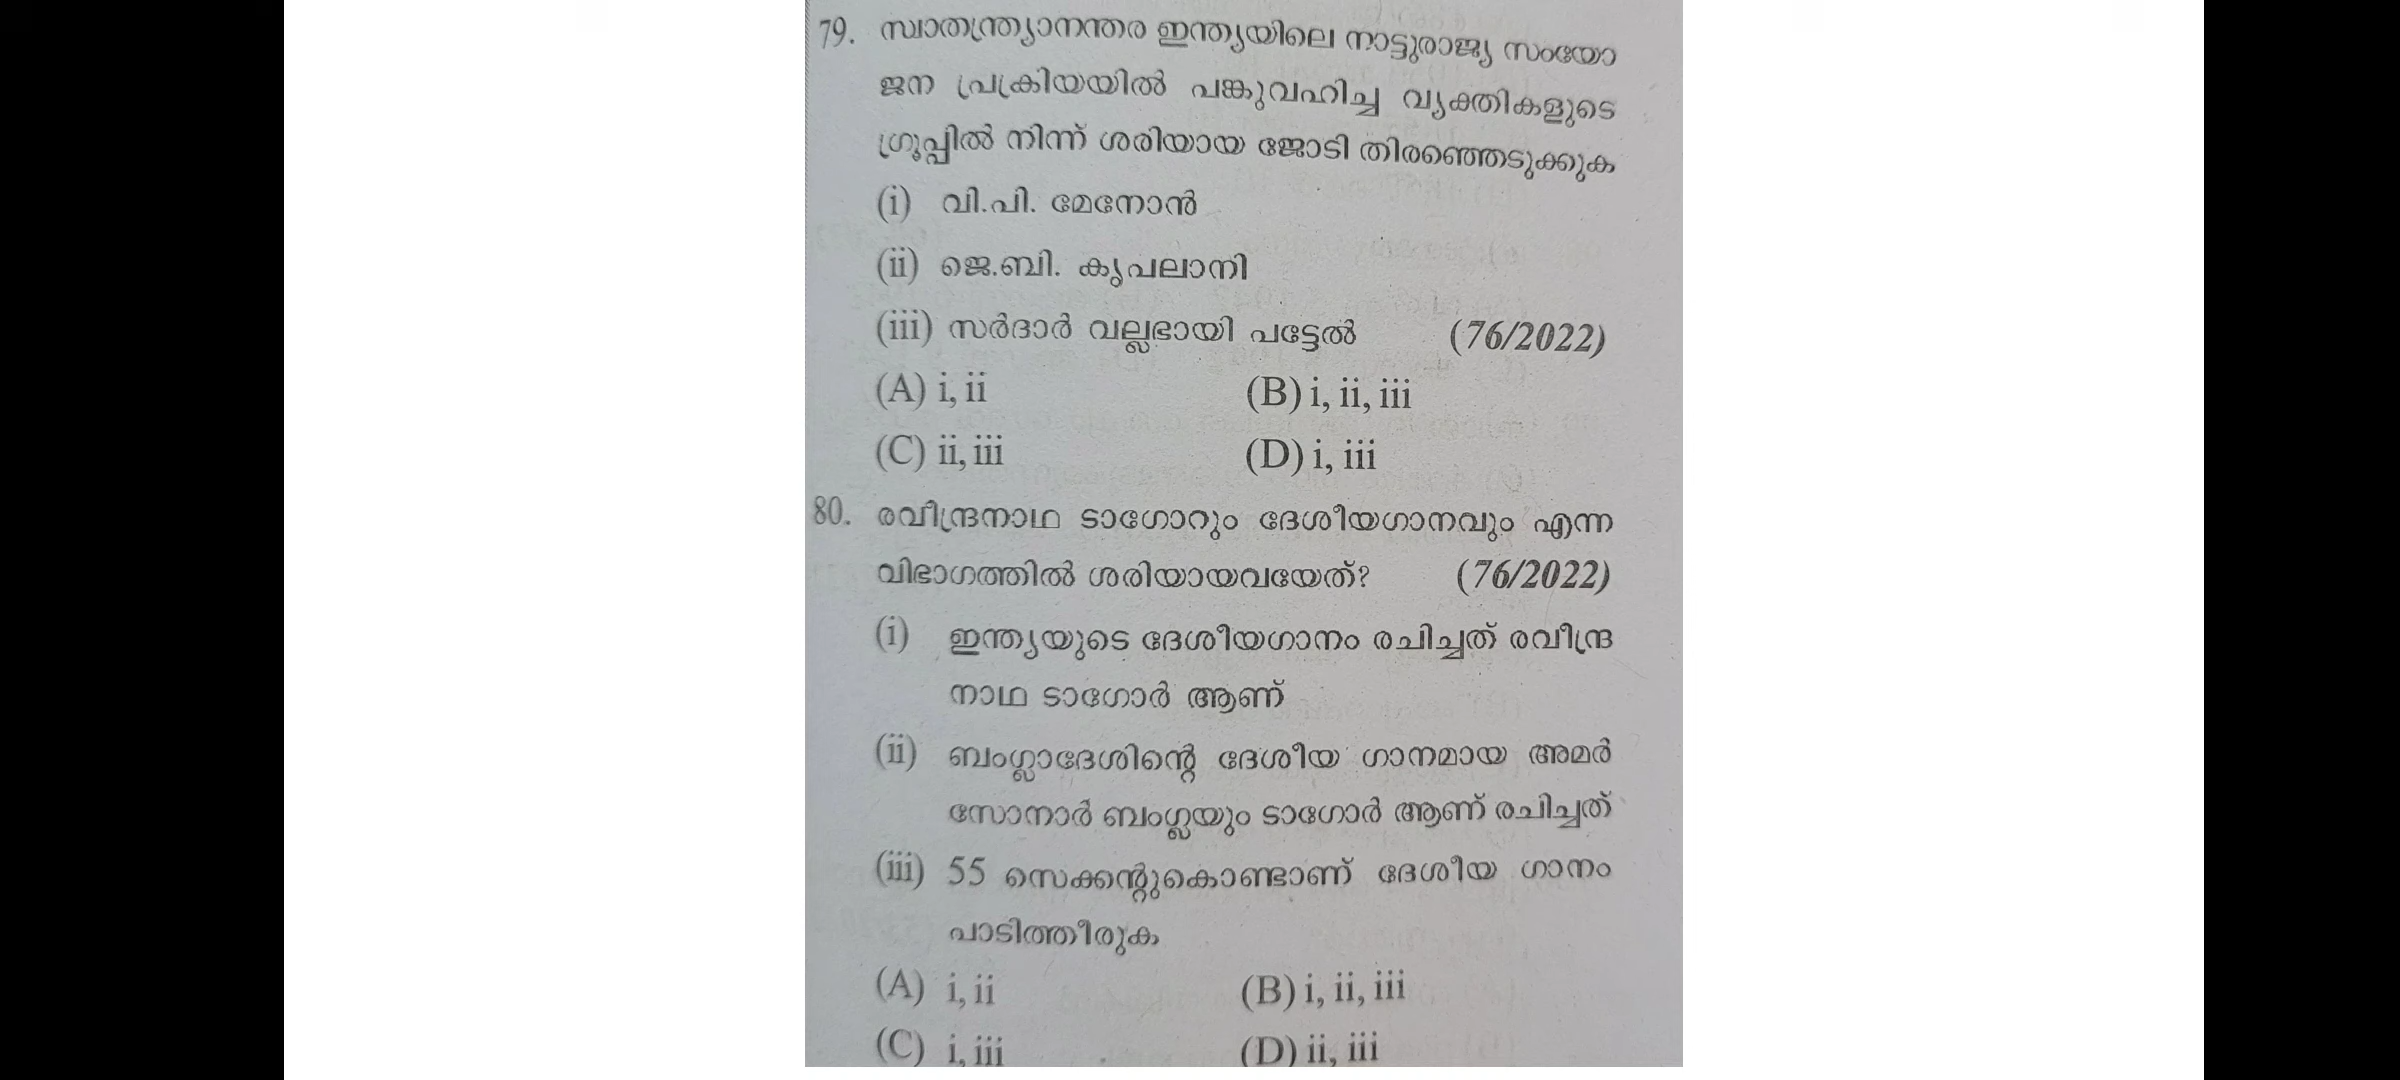 79. സ്വാതന്ത്ര്യാനന്തര ഇന്ത്യയിലെ നാട്ടുരാജ്യ സംയോ
ജന പ്രക്രിയയിൽ പങ്കുവഹിച്ച വ്യക്തികളുടെ
ഗ്രൂപ്പിൽ നിന്ന് ശരിയായ ജോടി തിരഞ്ഞെടുക്കുക
(i) വി.പി. മേനോൻ
(ii) ജെ.ബി. കൃപലാനി
(iii) സർദാർ വല്ലഭായി പട്ടേൽ (76/2022)
(A) i, ii (B) i, ii, iii
(C) ii, iii (D) i, iii
80. രവീന്ദ്രനാഥ ടാഗോറും ദേശീയഗാനവും എന്ന
വിഭാഗത്തിൽ ശരിയായവയേത്? (76/2022)
(i) ഇന്ത്യയുടെ ദേശീയഗാനം രചിച്ചത് രവീന്ദ്ര
നാഥ ടാഗോർ ആണ്
(ii) ബംഗ്ലാദേശിന്റെ ദേശീയ ഗാനമായ അമർ
സോനാർ ബംഗ്ലയും ടാഗോർ ആണ് രചിച്ചത്
(iii) 55 സെക്കന്റുകൊണ്ടാണ് ദേശീയ ഗാനം
പാടിത്തീരുക
(A) i, ii (B) i, ii, iii
(C) i, iii (D) ii, iii